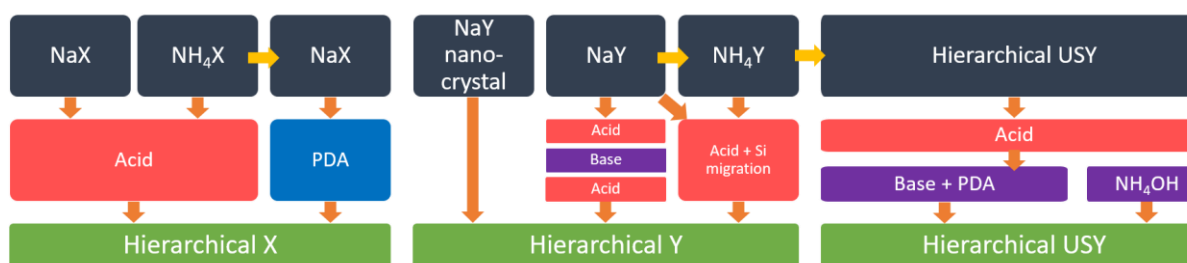 NaX
NH₄X
NaX
NaY
nano-
crystal
NaY
NH₄Y
Hierarchical USY
Acid
PDA
Acid
Base
Acid
Acid + Si
migration
Acid
Base + PDA
NH₄OH
Hierarchical X
Hierarchical Y
Hierarchical USY